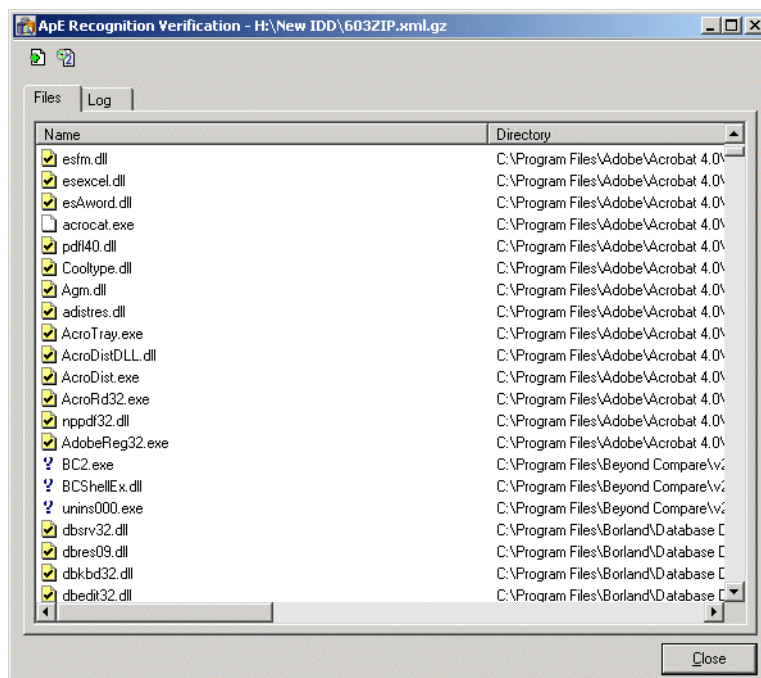 ApE Recognition Verification - H:\New IDD\603ZIP.xml.gz
Files Log
Name Directory
esfm.dll C:\Program Files\Adobe\Acrobat 4.0\
esexcel.dll C:\Program Files\Adobe\Acrobat 4.0\
esAword.dll C:\Program Files\Adobe\Acrobat 4.0\
acrocat.exe C:\Program Files\Adobe\Acrobat 4.0\
pdfl40.dll C:\Program Files\Adobe\Acrobat 4.0\
Cooltype.dll C:\Program Files\Adobe\Acrobat 4.0\
Agm.dll C:\Program Files\Adobe\Acrobat 4.0\
adistres.dll C:\Program Files\Adobe\Acrobat 4.0\
AcroTray.exe C:\Program Files\Adobe\Acrobat 4.0\
AcroDistDLL.dll C:\Program Files\Adobe\Acrobat 4.0\
AcroDist.exe C:\Program Files\Adobe\Acrobat 4.0\
AcroRd32.exe C:\Program Files\Adobe\Acrobat 4.0\
nppdf32.dll C:\Program Files\Adobe\Acrobat 4.0\
AdobeReg32.exe C:\Program Files\Adobe\Acrobat 4.0\
? BC2.exe C:\Program Files\Beyond Compare\v2
? BCShellEx.dll C:\Program Files\Beyond Compare\v2
? unins000.exe C:\Program Files\Beyond Compare\v2
dbsrv32.dll C:\Program Files\Borland\Database D
dbres09.dll C:\Program Files\Borland\Database D
dbkbd32.dll C:\Program Files\Borland\Database D
dbedit32.dll C:\Program Files\Borland\Database D
Close